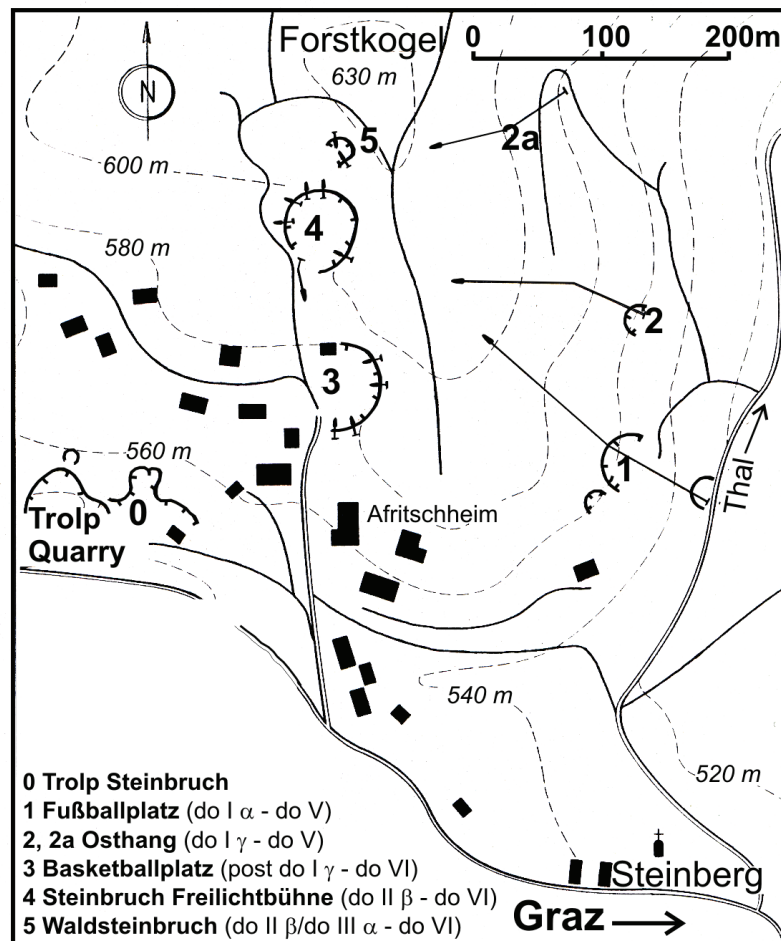 Forstkogel
0 100 200m
N
630 m
5
2a
600 m
4
580 m
2
3
560 m
1
Thal
0
Trolp
Quarry
Afritschheim
540 m
520 m
0 Trolp Steinbruch
1 Fußballplatz (do I α - do V)
2, 2a Osthang (do I γ - do V)
3 Basketballplatz (post do I γ - do VI)
4 Steinbruch Freilichtbühne (do II β - do VI)
5 Waldsteinbruch (do II β/do III α - do VI)
Steinberg
Graz